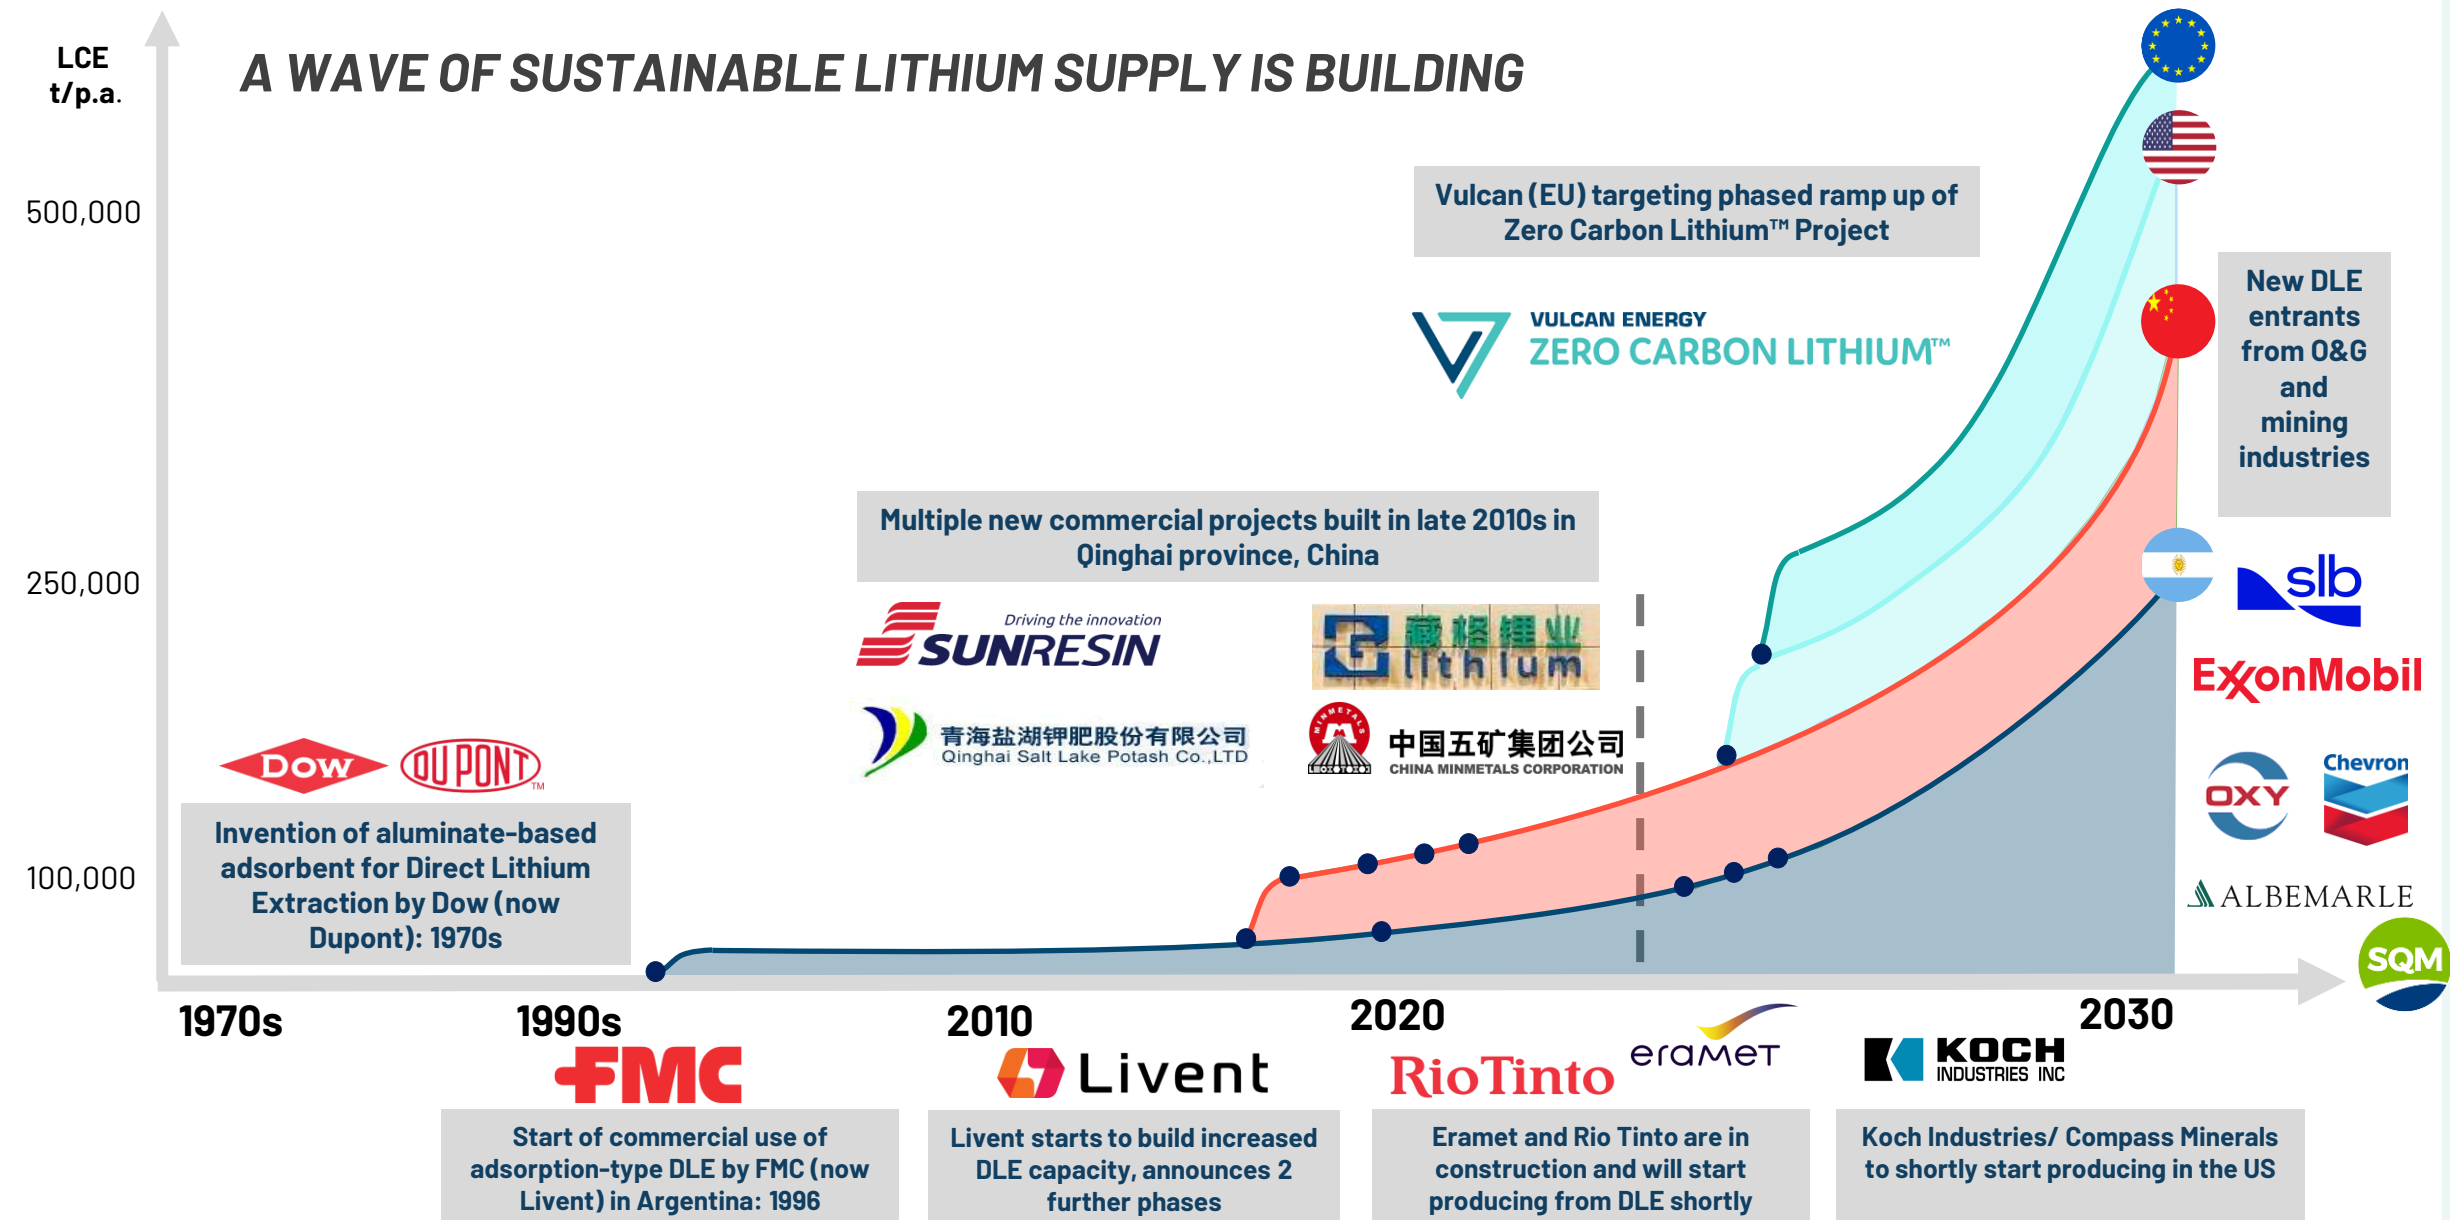 LCE
t/p.a.
A WAVE OF SUSTAINABLE LITHIUM SUPPLY IS BUILDING
500,000
250,000
100,000
Vulcan (EU) targeting phased ramp up of
Zero Carbon Lithium™ Project
VULCAN ENERGY
ZERO CARBON LITHIUM™
New DLE
entrants
from O&G
and
mining
industries
Multiple new commercial projects built in late 2010s in
Qinghai province, China
Driving the innovation
SUNRESIN
藏格锂业
lithium
青海盐湖钾肥股份有限公司
Qinghai Salt Lake Potash Co.,LTD
MINMETALS
中国五矿集团公司
CHINA MINMETALS CORPORATION
slb
ExxonMobil
OXY
Chevron
ALBEMARLE
SQM
DOW
DU PONT™
Invention of aluminate-based
adsorbent for Direct Lithium
Extraction by Dow (now
Dupont): 1970s
1970s
1990s
2010
2020
2030
FMC
Start of commercial use of
adsorption-type DLE by FMC (now
Livent) in Argentina: 1996
Livent
Livent starts to build increased
DLE capacity, announces 2
further phases
RioTinto
eramet
Eramet and Rio Tinto are in
construction and will start
producing from DLE shortly
KOCH
INDUSTRIES INC
Koch Industries/ Compass Minerals
to shortly start producing in the US